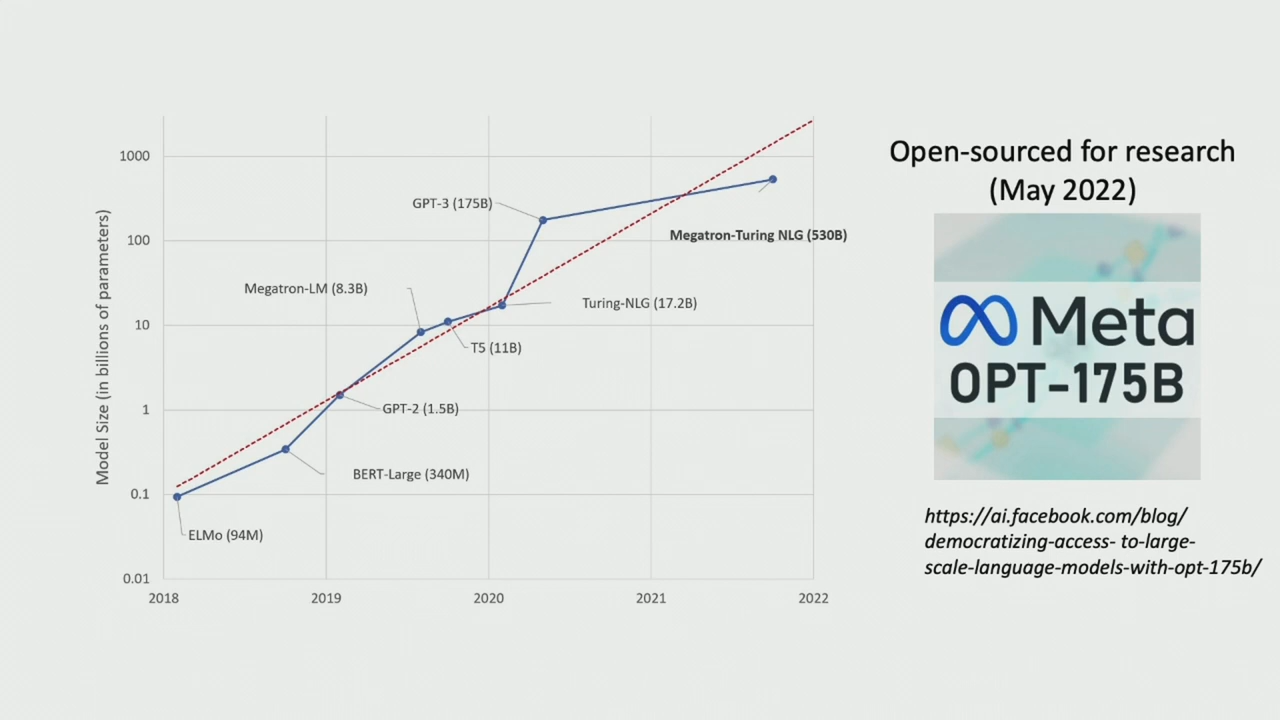 Model Size (in billions of parameters)
1000
100
10
1
0.1
0.01
2018
2019
2020
2021
2022
ELMo (94M)
BERT-Large (340M)
GPT-2 (1.5B)
Megatron-LM (8.3B)
T5 (11B)
Turing-NLG (17.2B)
GPT-3 (175B)
Megatron-Turing NLG (530B)
Open-sourced for research
(May 2022)
Meta
OPT-175B
https://ai.facebook.com/blog/
democratizing-access- to-large-
scale-language-models-with-opt-175b/